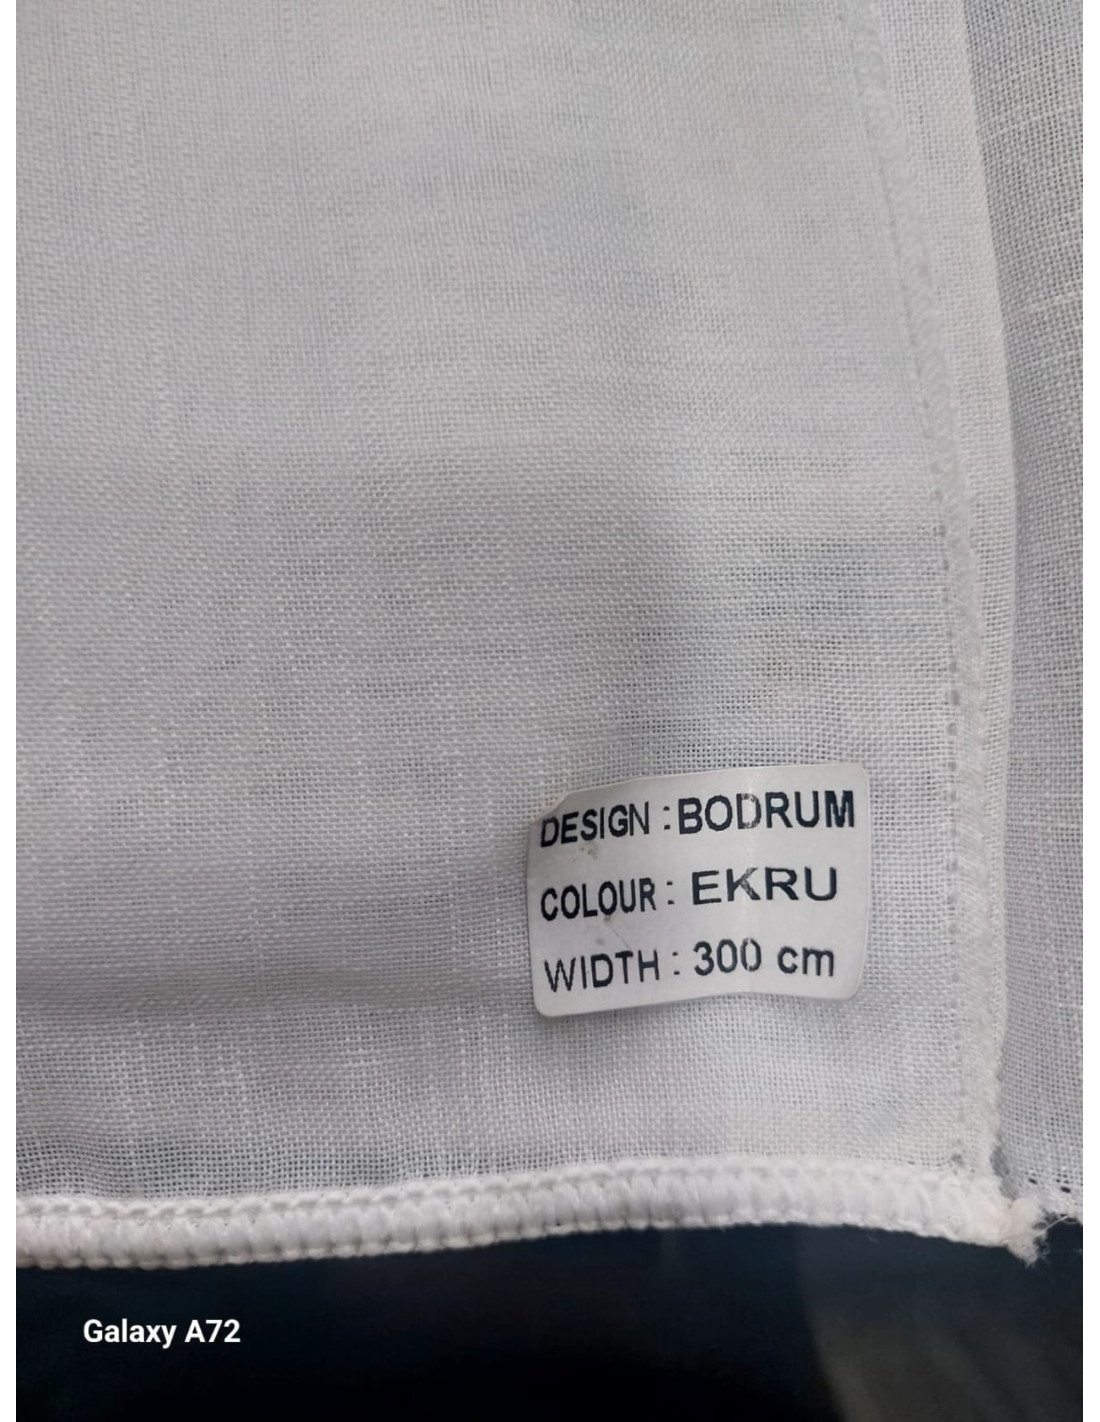 DESIGN : BODRUM
COLOUR : EKRU
WIDTH : 300 cm
Galaxy A72